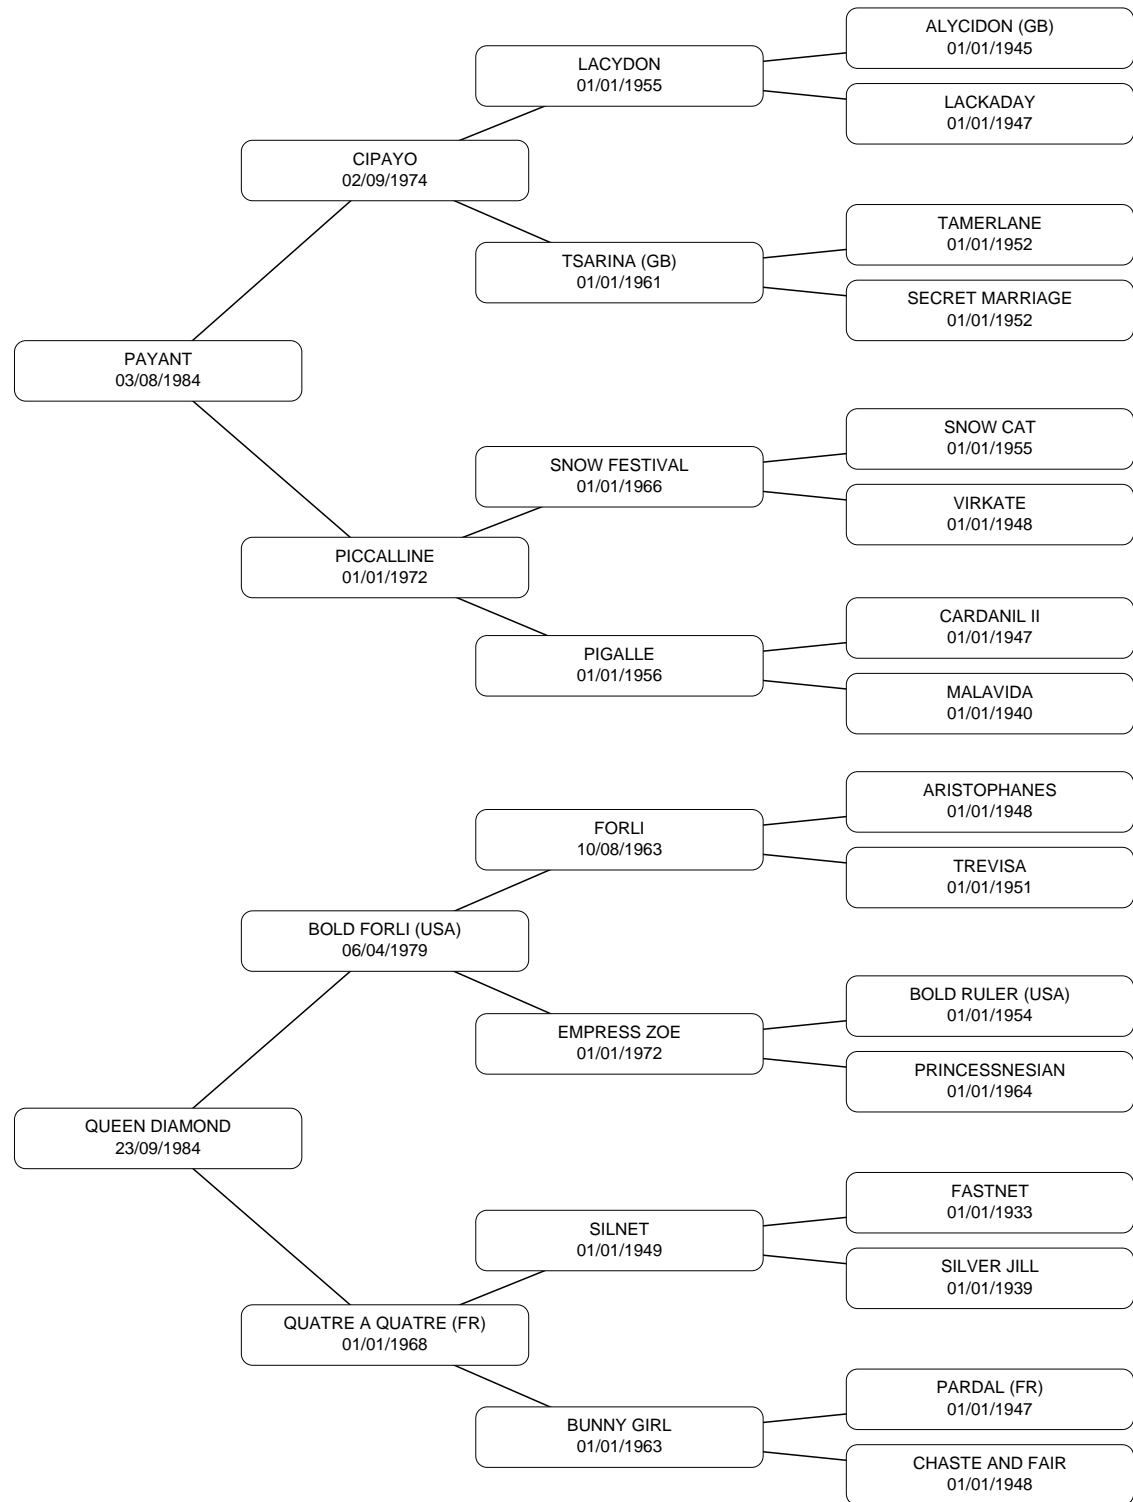 ALYCIDON (GB)
01/01/1945
LACYDON
01/01/1955
LACKADAY
01/01/1947
CIPAYO
02/09/1974
TAMERLANE
01/01/1952
TSARINA (GB)
01/01/1961
SECRET MARRIAGE
01/01/1952
PAYANT
03/08/1984
SNOW CAT
01/01/1955
SNOW FESTIVAL
01/01/1966
VIRKATE
01/01/1948
PICCALLINE
01/01/1972
CARDANIL II
01/01/1947
PIGALLE
01/01/1956
MALAVIDA
01/01/1940
ARISTOPHANES
01/01/1948
FORLI
10/08/1963
TREVISA
01/01/1951
BOLD FORLI (USA)
06/04/1979
BOLD RULER (USA)
01/01/1954
EMPRESS ZOE
01/01/1972
PRINCESSNESIAN
01/01/1964
QUEEN DIAMOND
23/09/1984
FASTNET
01/01/1933
SILNET
01/01/1949
SILVER JILL
01/01/1939
QUATRE A QUATRE (FR)
01/01/1968
PARDAL (FR)
01/01/1947
BUNNY GIRL
01/01/1963
CHASTE AND FAIR
01/01/1948